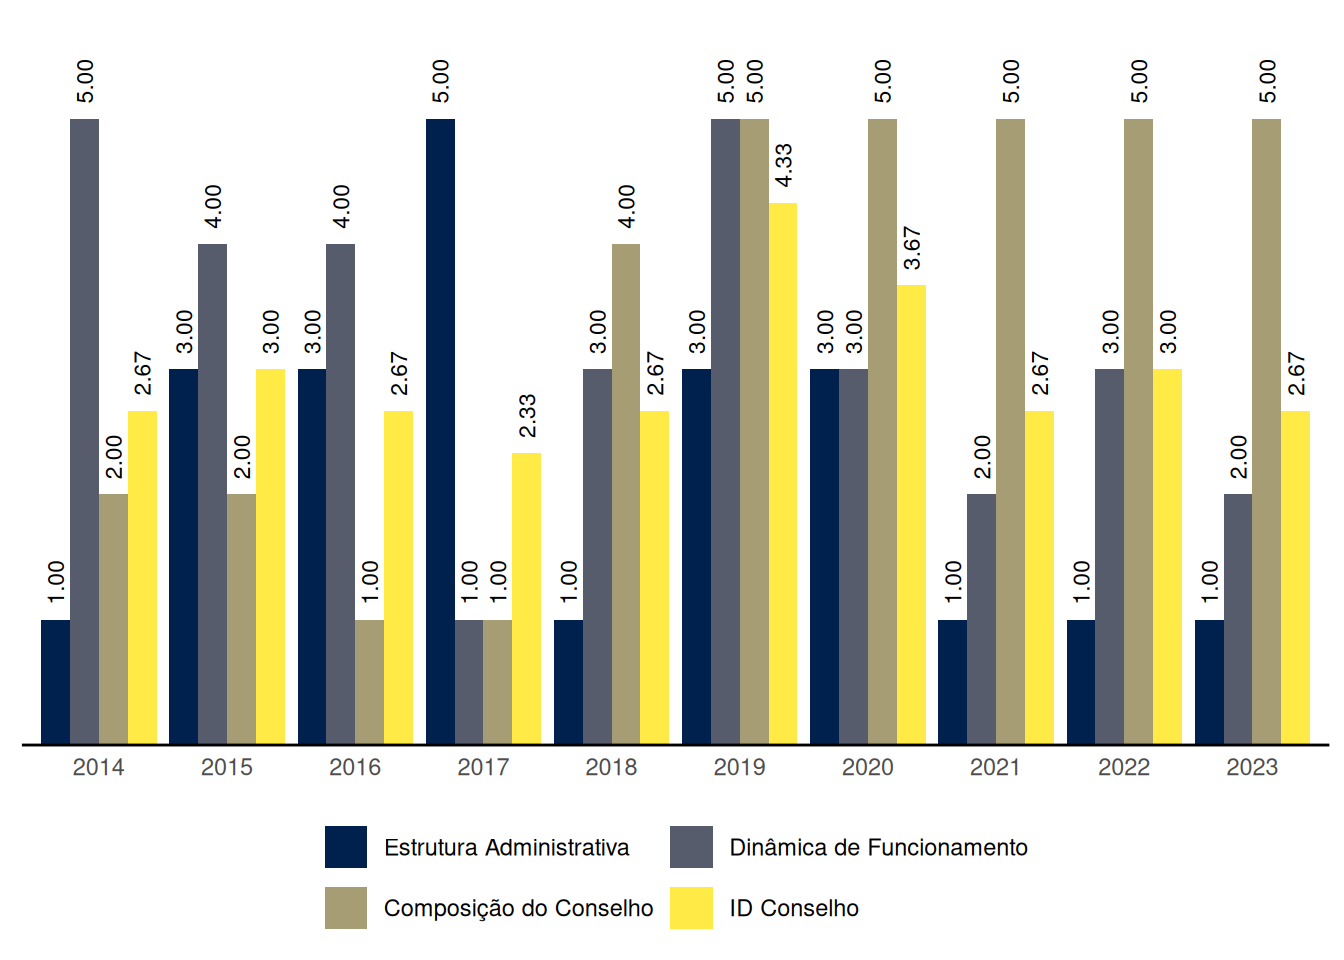 5.00 5.00 5.00 5.00 5.00 5.00 5.00 5.00
4.33
4.00 4.00 4.00
3.67
3.00 3.00 3.00 3.00 3.00 3.00 3.00 3.00 3.00
2.67 2.67 2.67 2.67 2.67
2.33
2.00 2.00 2.00 2.00
1.00 1.00 1.00 1.00 1.00 1.00 1.00 1.00
2014 2015 2016 2017 2018 2019 2020 2021 2022 2023
Estrutura Administrativa Dinâmica de Funcionamento
Composição do Conselho ID Conselho